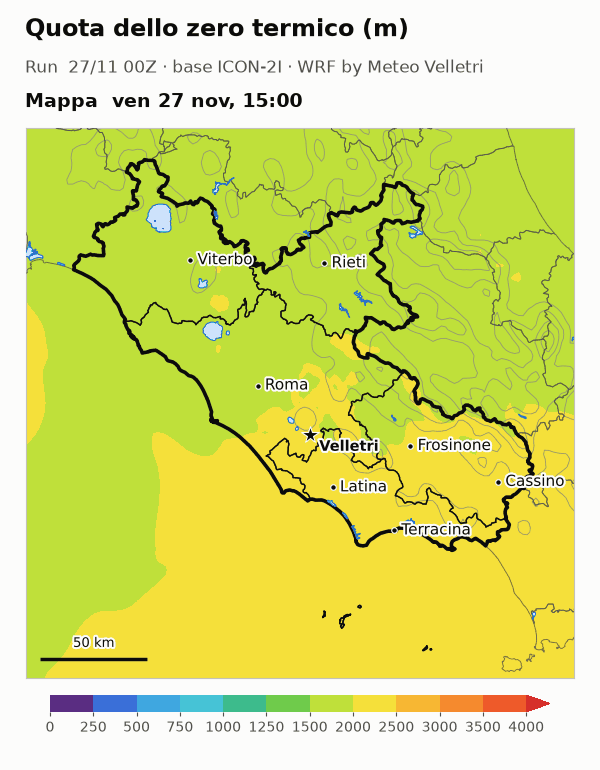 Quota dello zero termico (m)
Run  27/11 00Z · base ICON-2I · WRF by Meteo Velletri
Mappa  ven 27 nov, 15:00
Viterbo
Rieti
Roma
Velletri
Frosinone
Cassino
Latina
Terracina
50 km
0 250 500 750 1000 1250 1500 2000 2500 3000 3500 4000